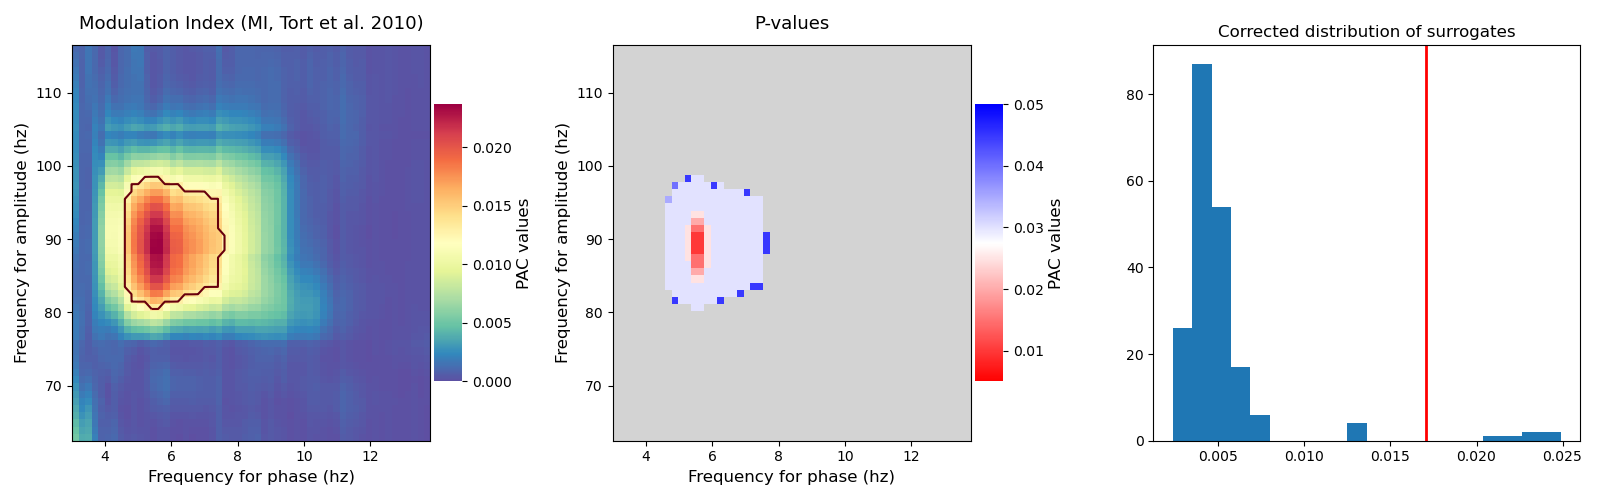 Modulation Index (MI, Tort et al. 2010)
110
100
90
80
70
4 6 8 10 12
Frequency for amplitude (hz)
Frequency for phase (hz)
0.020
0.015
0.010
0.005
0.000
PAC values
P-values
110
100
90
80
70
4 6 8 10 12
Frequency for amplitude (hz)
Frequency for phase (hz)
0.05
0.04
0.03
0.02
0.01
PAC values
Corrected distribution of surrogates
80
60
40
20
0
0.005 0.010 0.015 0.020 0.025